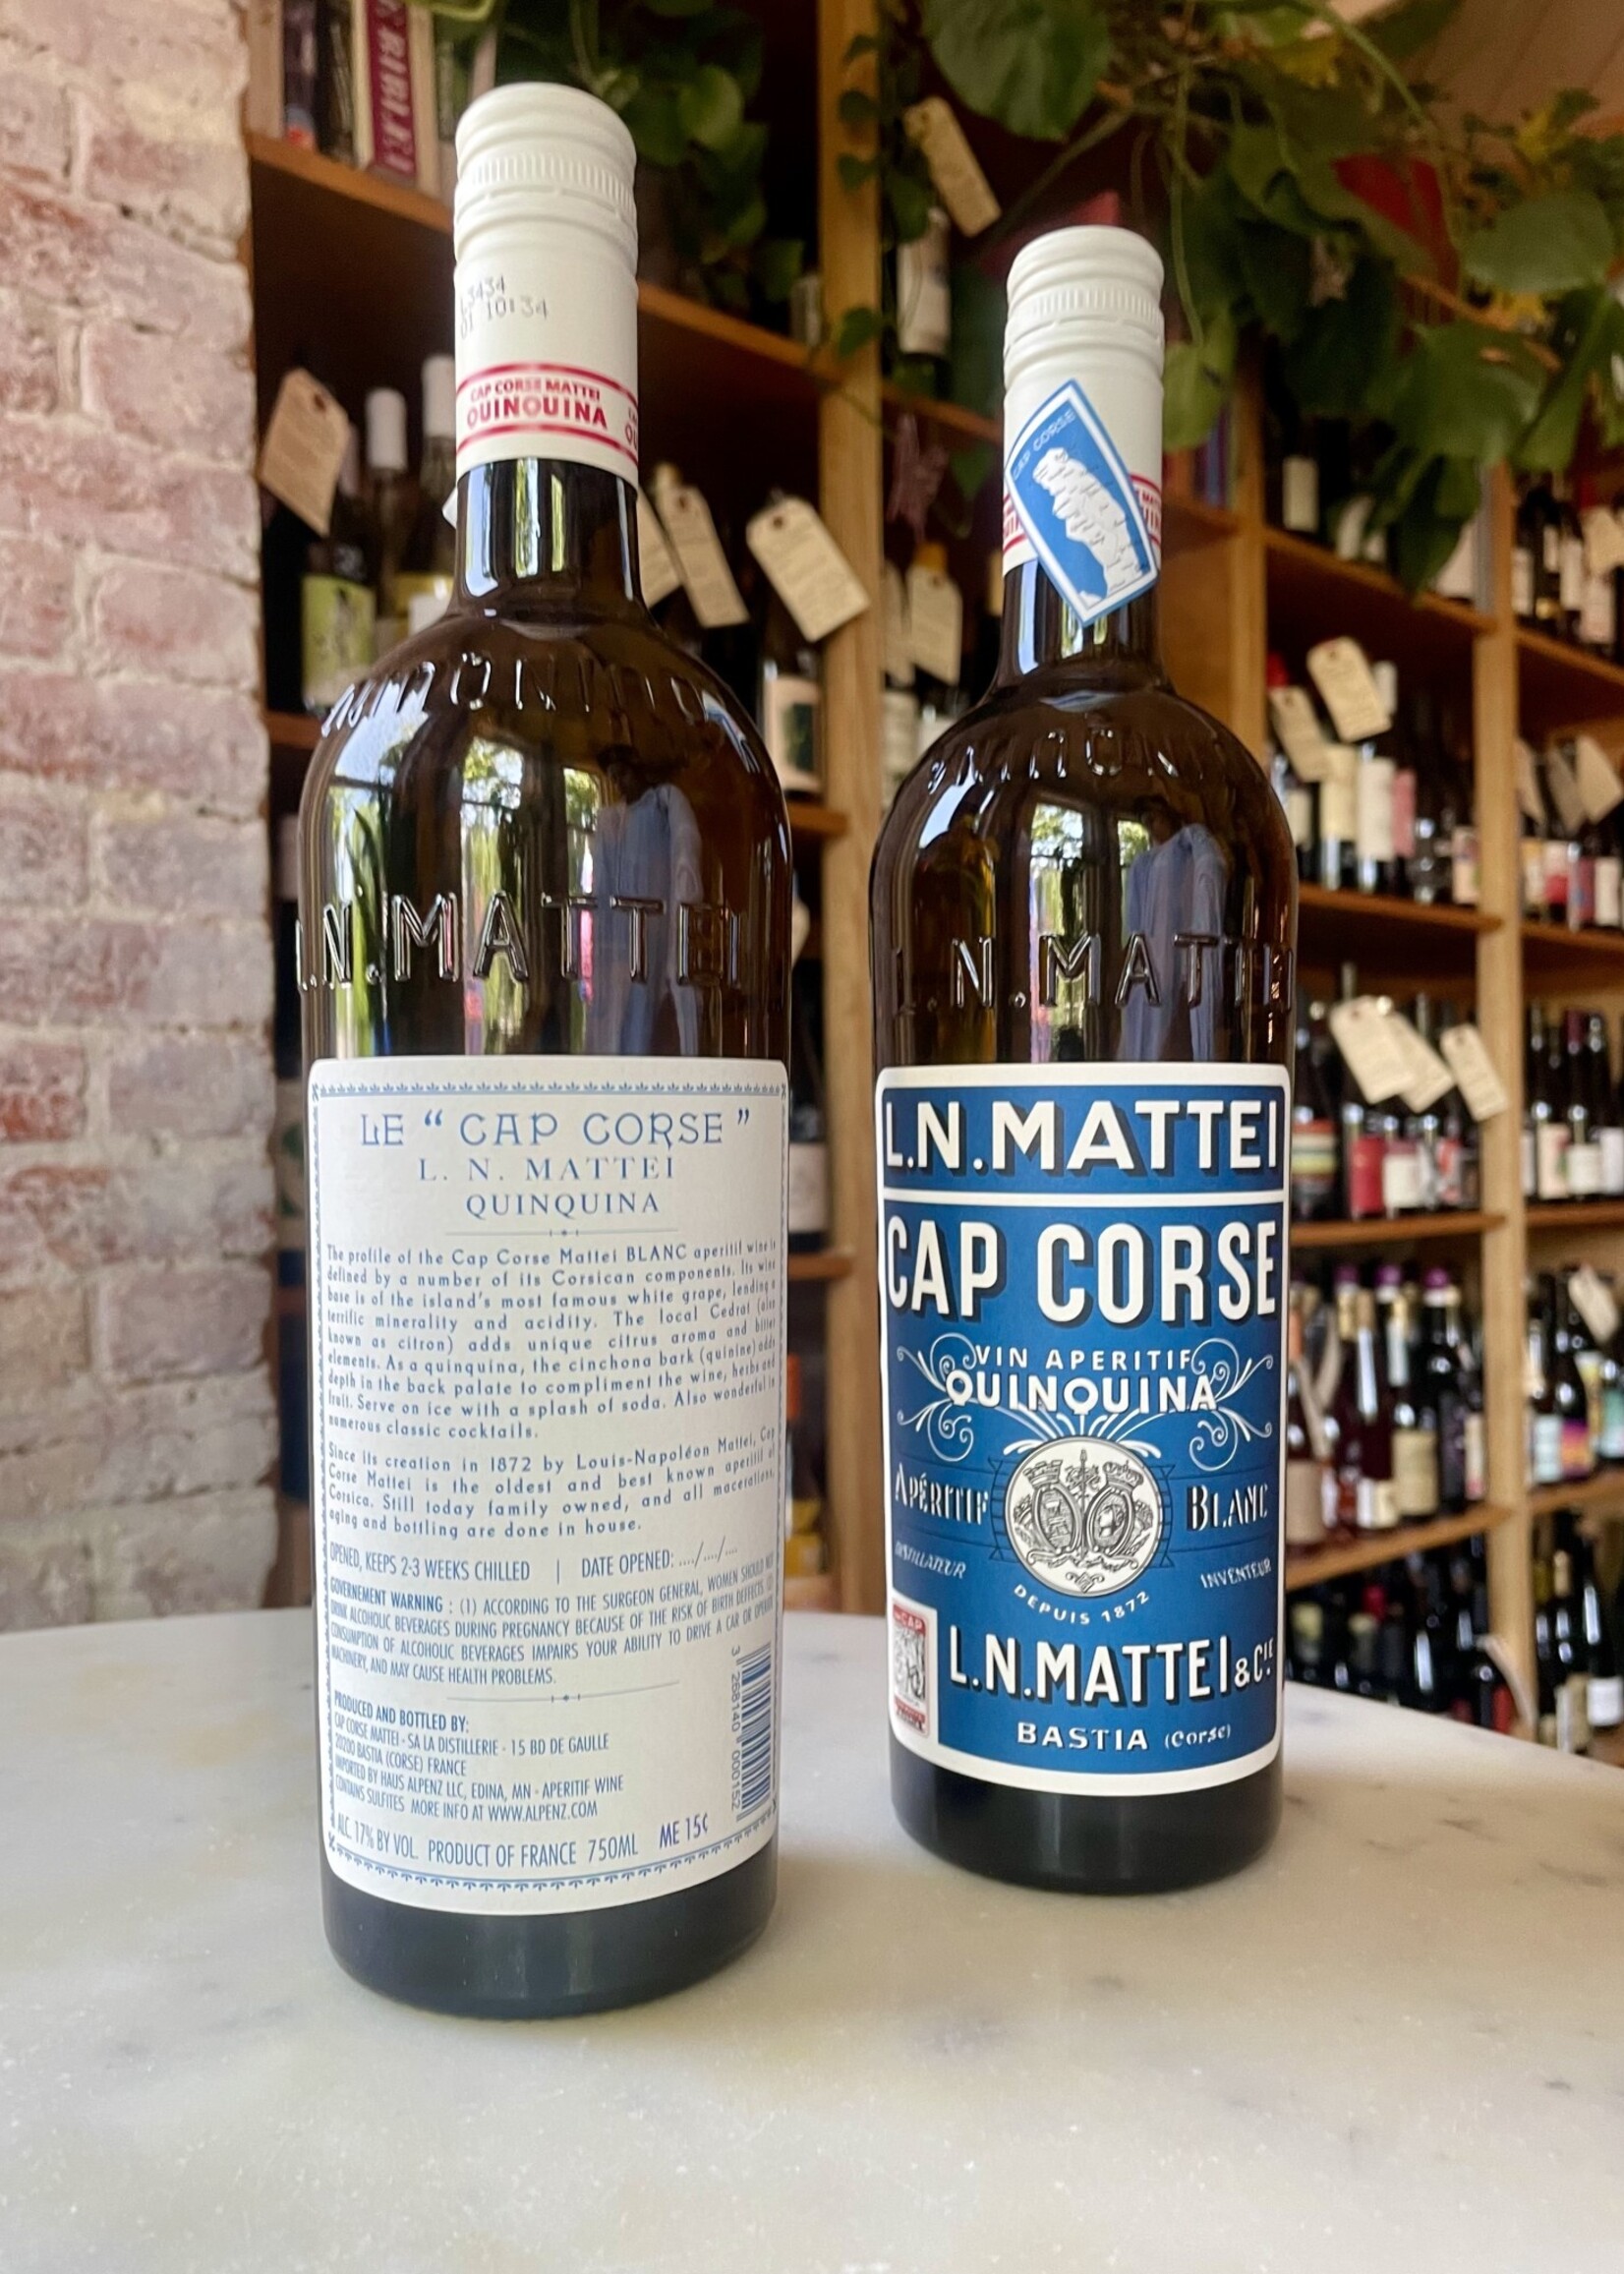 L3434
01 10:34
CAP CORSE MATTEI
QUINQUINA
L.N.MATTEI
LE “ CAP CORSE ”
L. N. MATTEI
QUINQUINA
The profile of the Cap Corse Mattei BLANC aperitif wine is
defined by a number of its Corsican components. Its wine
base is of the island's most famous white grape, lending a
terrific minerality and acidity. The local Cedrat (also
known as citron) adds unique citrus aroma and bitter
elements. As a quinquina, the cinchona bark (quinine) adds
depth in the back palate to compliment the wine, herbs and
fruit. Serve on ice with a splash of soda. Also wonderful in
numerous classic cocktails.
Since its creation in 1872 by Louis-Napoléon Mattei, Cap
Corse Mattei is the oldest and best known aperitif of
Corsica. Still today family owned, and all macerations,
aging and bottling are done in house.
OPENED, KEEPS 2-3 WEEKS CHILLED | DATE OPENED: ..../..../....
GOVERNEMENT WARNING : (1) ACCORDING TO THE SURGEON GENERAL, WOMEN SHOULD NOT
DRINK ALCOHOLIC BEVERAGES DURING PREGNANCY BECAUSE OF THE RISK OF BIRTH DEFFECTS. (2)
CONSUMPTION OF ALCOHOLIC BEVERAGES IMPAIRS YOUR ABILITY TO DRIVE A CAR OR OPERATE
MACHINERY, AND MAY CAUSE HEALTH PROBLEMS.
PRODUCED AND BOTTLED BY:
CAP CORSE MATTEI - SA LA DISTILLERIE - 15 BD DE GAULLE
20200 BASTIA (CORSE) FRANCE
IMPORTED BY HAUS ALPENZ LLC, EDINA, MN - APERITIF WINE
CONTAINS SULFITES MORE INFO AT WWW.ALPENZ.COM
ALC. 17% BY VOL. PRODUCT OF FRANCE 750ML ME 15¢
3 268140 000152
CAP CORSE
L.N.MATTEI
L.N.MATTEI
CAP CORSE
VIN APERITIF
QUINQUINA
APÉRITIF BLANC
DISTILLATEUR INVENTEUR
DEPUIS 1872
L.N.MATTEI & CIE
BASTIA (Corse)